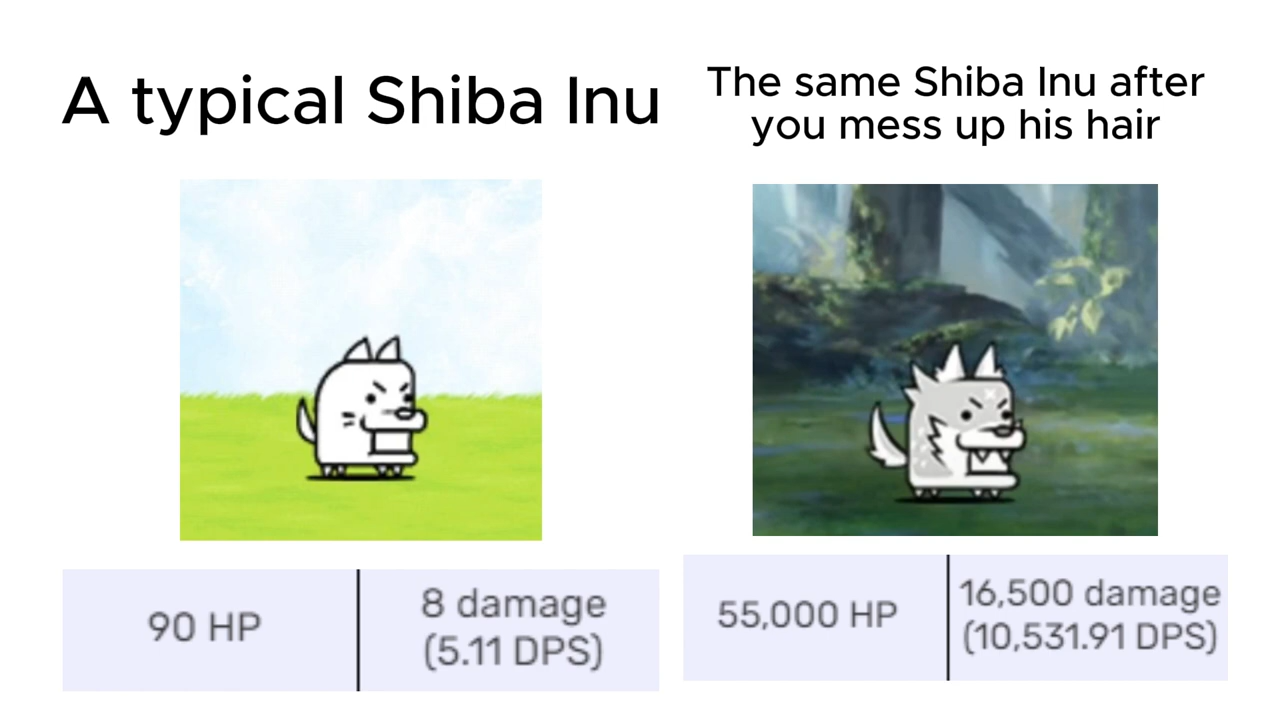 A typical Shiba Inu
The same Shiba Inu after
you mess up his hair
90 HP
8 damage
(5.11 DPS)
55,000 HP
16,500 damage
(10,531.91 DPS)